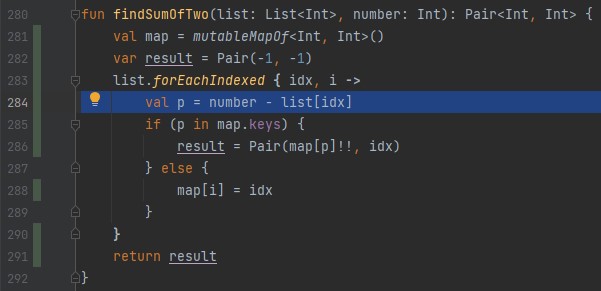 280 fun findSumOfTwo(list: List<Int>, number: Int): Pair<Int, Int> {
281     val map = mutableMapOf<Int, Int>()
282     var result = Pair(-1, -1)
283     list.forEachIndexed { idx, i ->
284         val p = number - list[idx]
285         if (p in map.keys) {
286             result = Pair(map[p]!!, idx)
287         } else {
288             map[i] = idx
289         }
290     }
291     return result
292 }